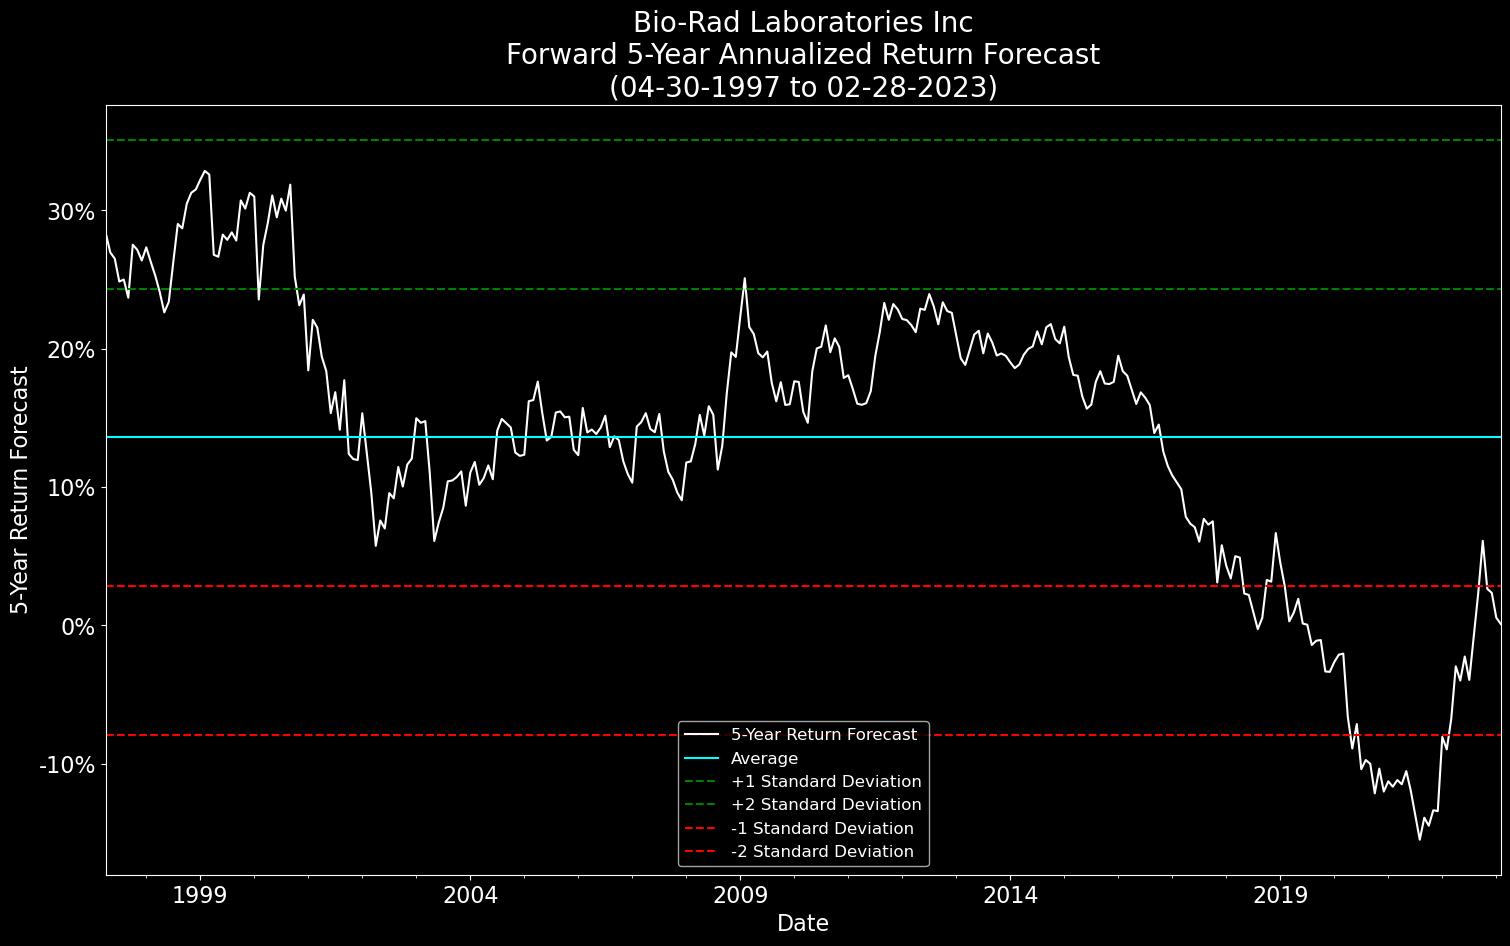 Bio-Rad Laboratories Inc
Forward 5-Year Annualized Return Forecast
(04-30-1997 to 02-28-2023)
5-Year Return Forecast
30%
20%
10%
0%
-10%
5-Year Return Forecast
Average
+1 Standard Deviation
+2 Standard Deviation
-1 Standard Deviation
-2 Standard Deviation
1999
2004
2009
2014
2019
Date